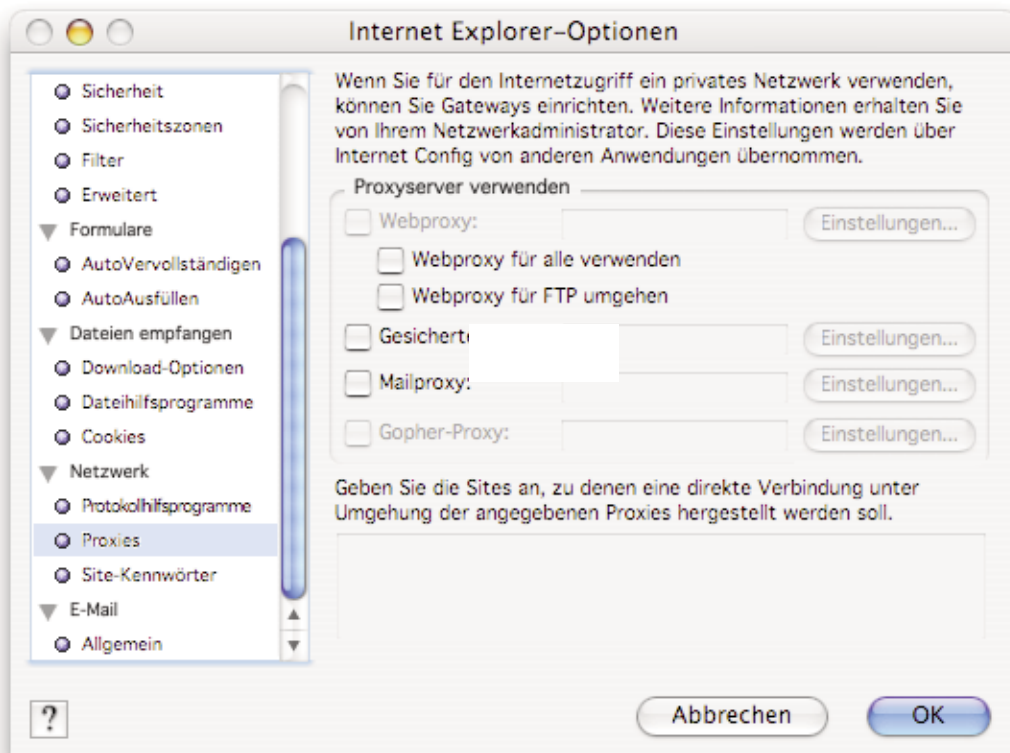 Internet Explorer–Optionen
Sicherheit
Sicherheitszonen
Filter
Erweitert
Formulare
AutoVervollständigen
AutoAusfüllen
Dateien empfangen
Download-Optionen
Dateihilfsprogramme
Cookies
Netzwerk
Protokollhilfsprogramme
Proxies
Site-Kennwörter
E-Mail
Allgemein
Wenn Sie für den Internetzugriff ein privates Netzwerk verwenden,
können Sie Gateways einrichten. Weitere Informationen erhalten Sie
von Ihrem Netzwerkadministrator. Diese Einstellungen werden über
Internet Config von anderen Anwendungen übernommen.
Proxyserver verwenden
Webproxy: Einstellungen...
Webproxy für alle verwenden
Webproxy für FTP umgehen
Einstellungen...
Mailproxy: Einstellungen...
Gopher-Proxy: Einstellungen...
Geben Sie die Sites an, zu denen eine direkte Verbindung unter
Umgehung der angegebenen Proxies hergestellt werden soll.
? Abbrechen OK